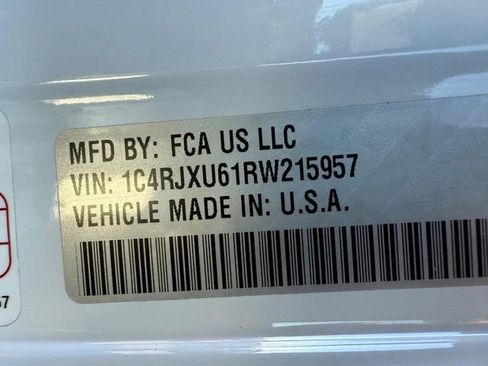 MFD BY: FCA US LLC
VIN: 1C4RJXU61RW215957
VEHICLE MADE IN: U.S.A.